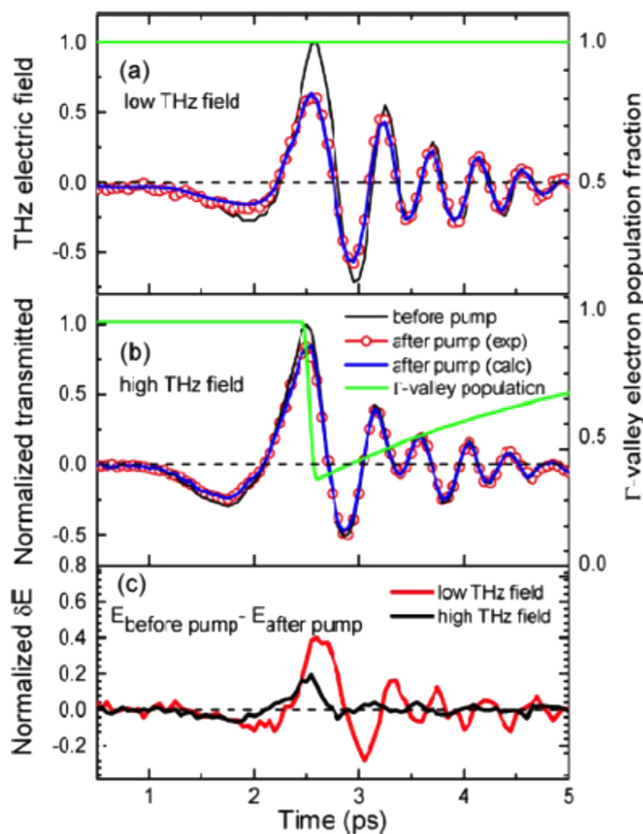 1.0
(a)
low THz field
0.5
0.0
-0.5
THz electric field
1.0
0.5
1.0
(b)
high THz field
0.5
0.0
-0.5
Normalized transmitted
before pump
after pump (exp)
after pump (calc)
Γ-valley population
1.0
0.5
0.0
Γ-valley electron population fraction
0.8
(c)
0.6
0.4
0.2
0.0
-0.2
Normalized δE
E before pump - E after pump
low THz field
high THz field
1 2 3 4 5
Time (ps)